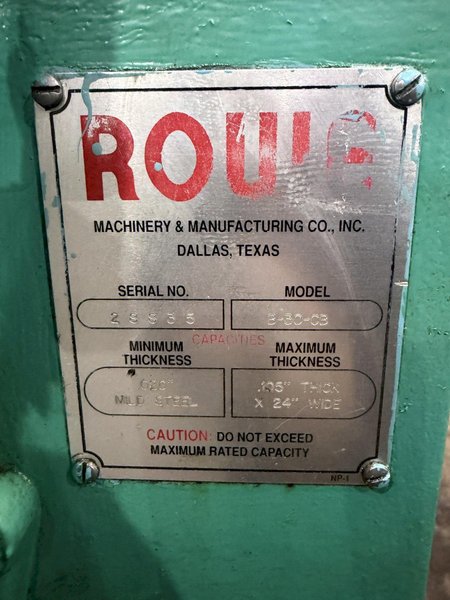 ROWE
MACHINERY & MANUFACTURING CO., INC.
DALLAS, TEXAS
SERIAL NO. MODEL
CAPACITIES
MINIMUM THICKNESS
MAXIMUM THICKNESS
MILD STEEL
.105" THICK
X 24" WIDE
CAUTION: DO NOT EXCEED
MAXIMUM RATED CAPACITY
NP-1